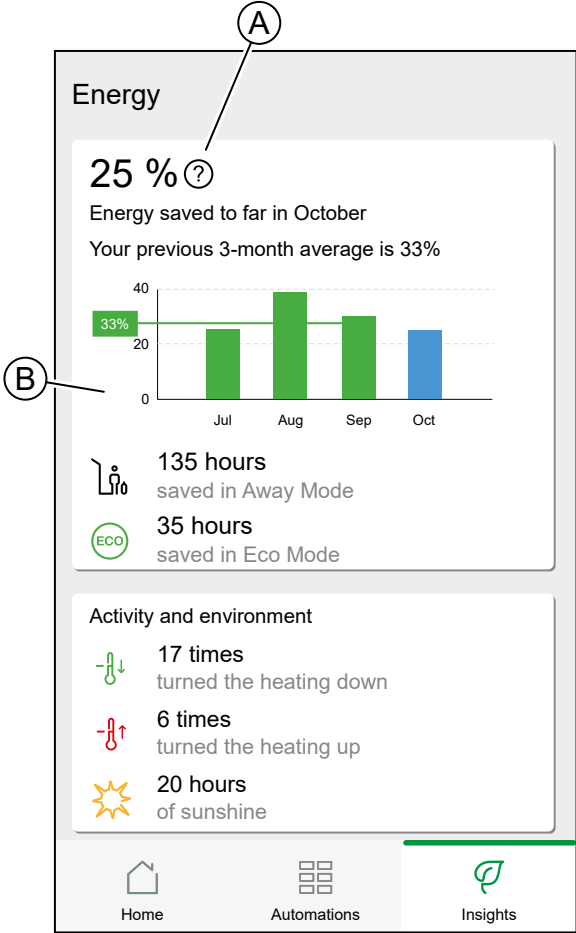 A
Energy
25 % ?
Energy saved to far in October
Your previous 3-month average is 33%
40
33%
20
B
0
Jul Aug Sep Oct
135 hours
saved in Away Mode
ECO
35 hours
saved in Eco Mode
Activity and environment
17 times
turned the heating down
6 times
turned the heating up
20 hours
of sunshine
Home Automations Insights